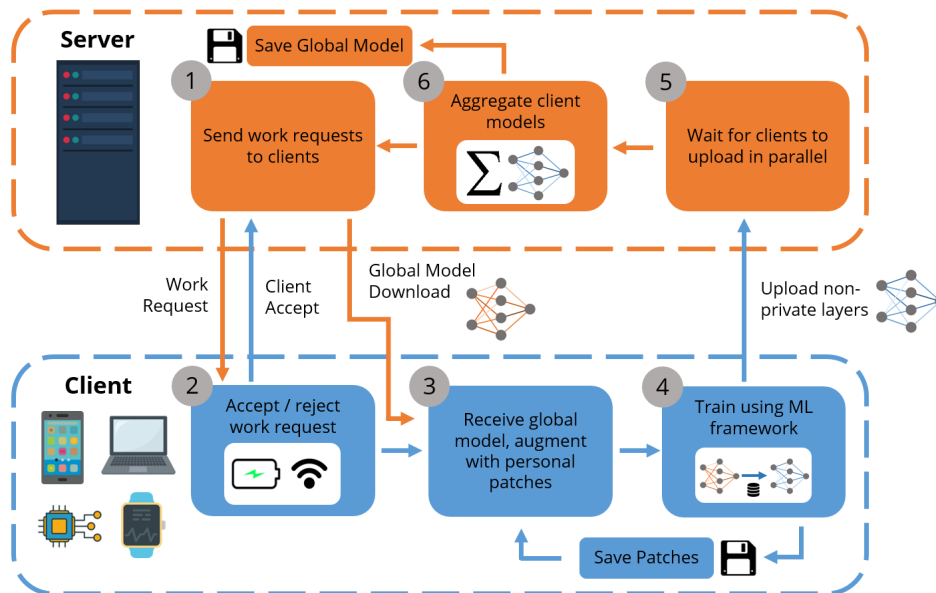 Server
Save Global Model
1
Send work requests
to clients
6
Aggregate client
models
Σ
5
Wait for clients to
upload in parallel
Work
Request
Client
Accept
Global Model
Download
Upload non-
private layers
Client
2
Accept / reject
work request
3
Receive global
model, augment
with personal
patches
4
Train using ML
framework
Save Patches